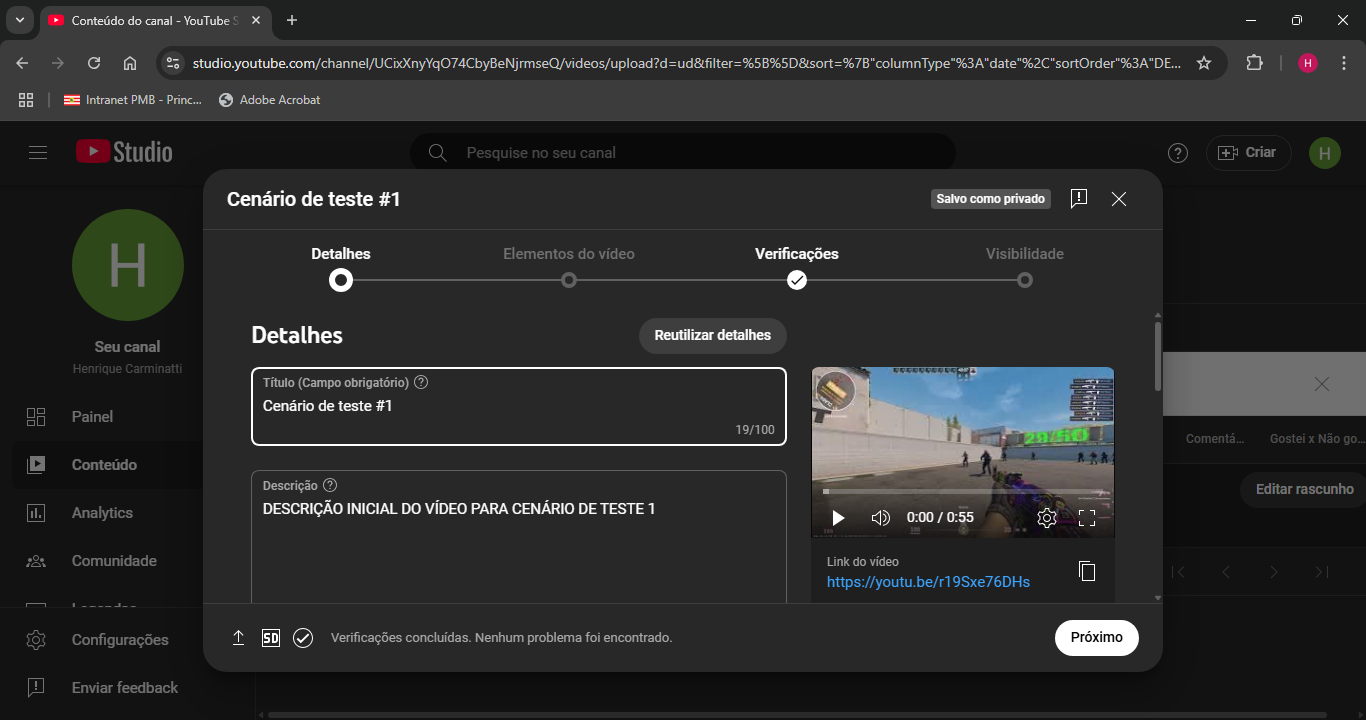 Conteúdo do canal - YouTube S
studio.youtube.com/channel/UCixXnyYqO74CbyBeNjrmseQ/videos/upload?d=ud&filter=%5B%5D&sort=%7B"columnType"%3A"date"%2C"sortOrder"%3A"DE...
H
Intranet PMB - Princ...
Adobe Acrobat
Studio
Pesquise no seu canal
Criar
H
Cenário de teste #1
Salvo como privado
Detalhes
Elementos do vídeo
Verificações
Visibilidade
H
Seu canal
Henrique Carminatti
Painel
Conteúdo
Analytics
Comunidade
Legendas
Configurações
Enviar feedback
Detalhes
Reutilizar detalhes
Título (Campo obrigatório)
Cenário de teste #1
19/100
Descrição
DESCRIÇÃO INICIAL DO VÍDEO PARA CENÁRIO DE TESTE 1
29/50
0:00 / 0:55
Link do vídeo
https://youtu.be/r19Sxe76DHs
Comentá...
Gostei x Não go...
Editar rascunho
SD
Verificações concluídas. Nenhum problema foi encontrado.
Próximo